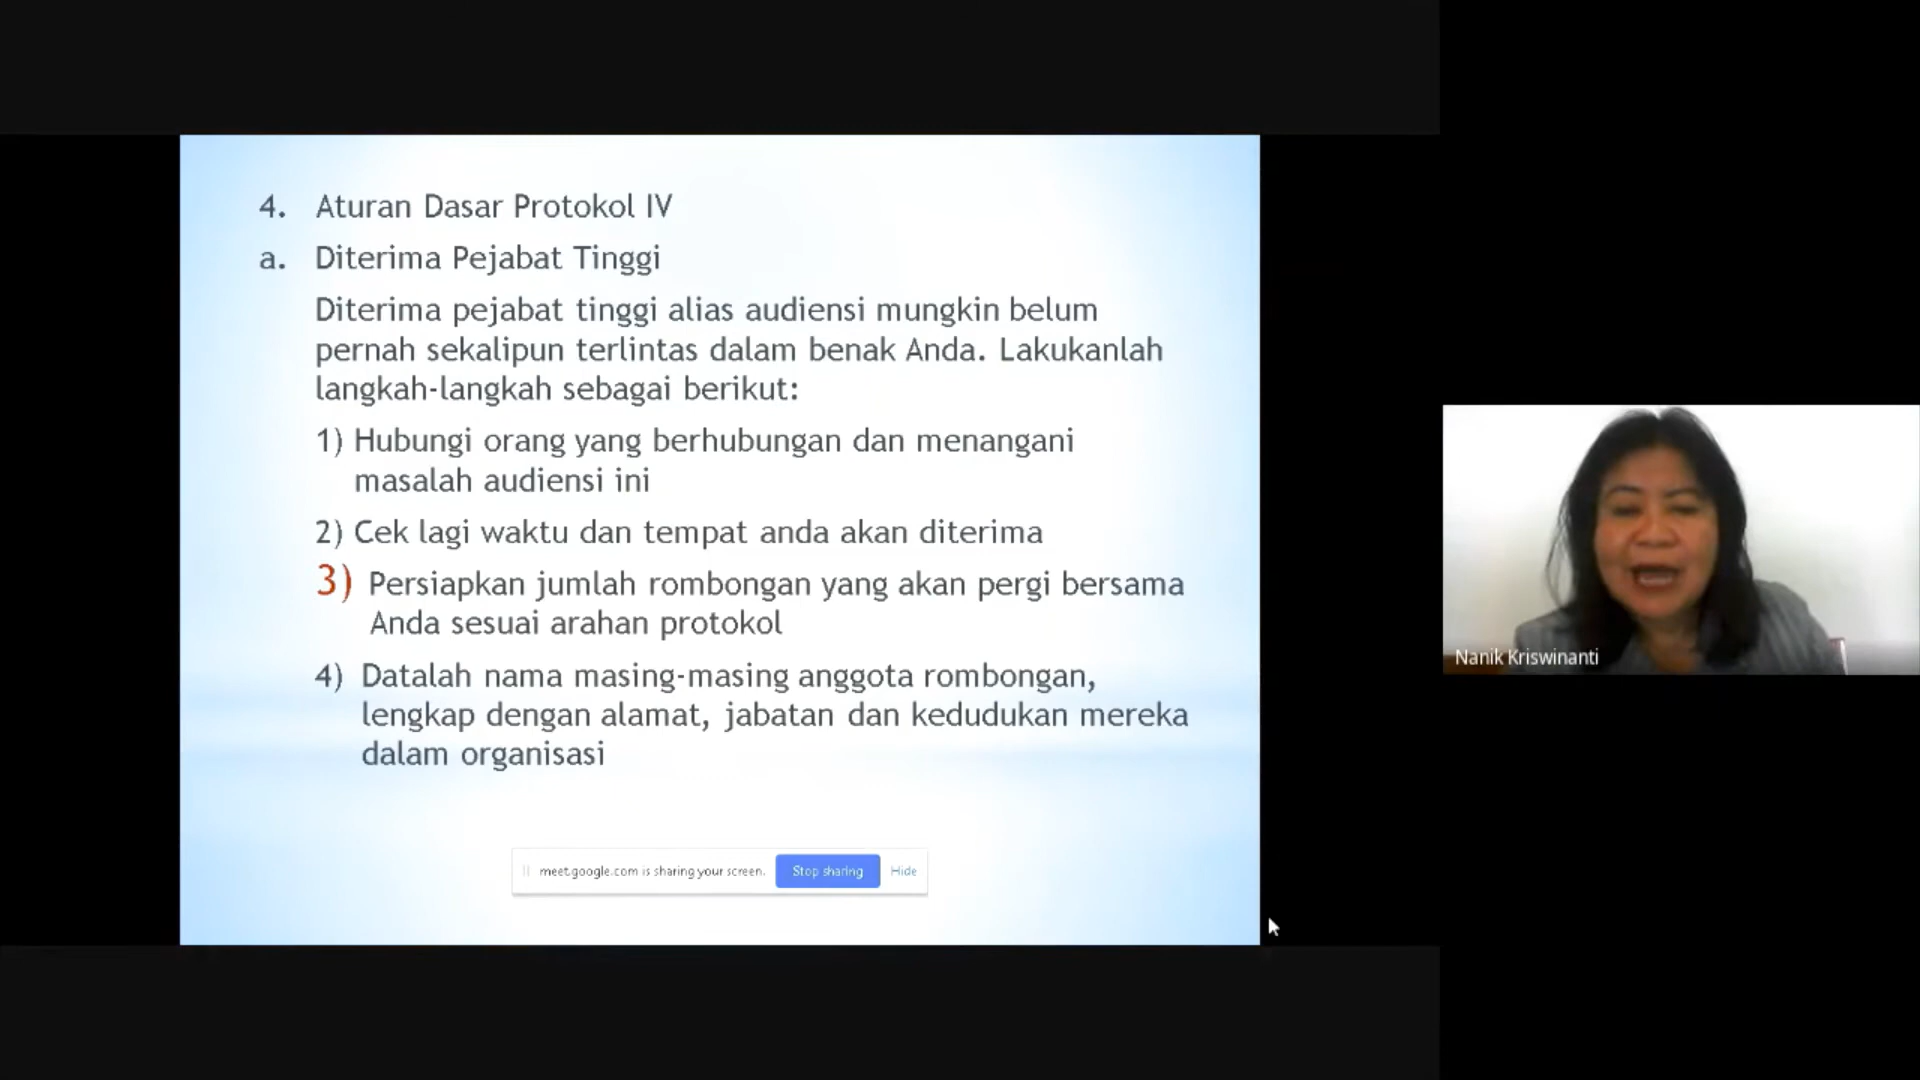 4. Aturan Dasar Protokol IV
a. Diterima Pejabat Tinggi
Diterima pejabat tinggi alias audiensi mungkin belum
pernah sekalipun terlintas dalam benak Anda. Lakukanlah
langkah-langkah sebagai berikut:
1) Hubungi orang yang berhubungan dan menangani
masalah audiensi ini
2) Cek lagi waktu dan tempat anda akan diterima
3) Persiapkan jumlah rombongan yang akan pergi bersama
Anda sesuai arahan protokol
4) Datalah nama masing-masing anggota rombongan,
lengkap dengan alamat, jabatan dan kedudukan mereka
dalam organisasi
meet.google.com is sharing your screen. Stop sharing Hide
Nanik Kriswinanti